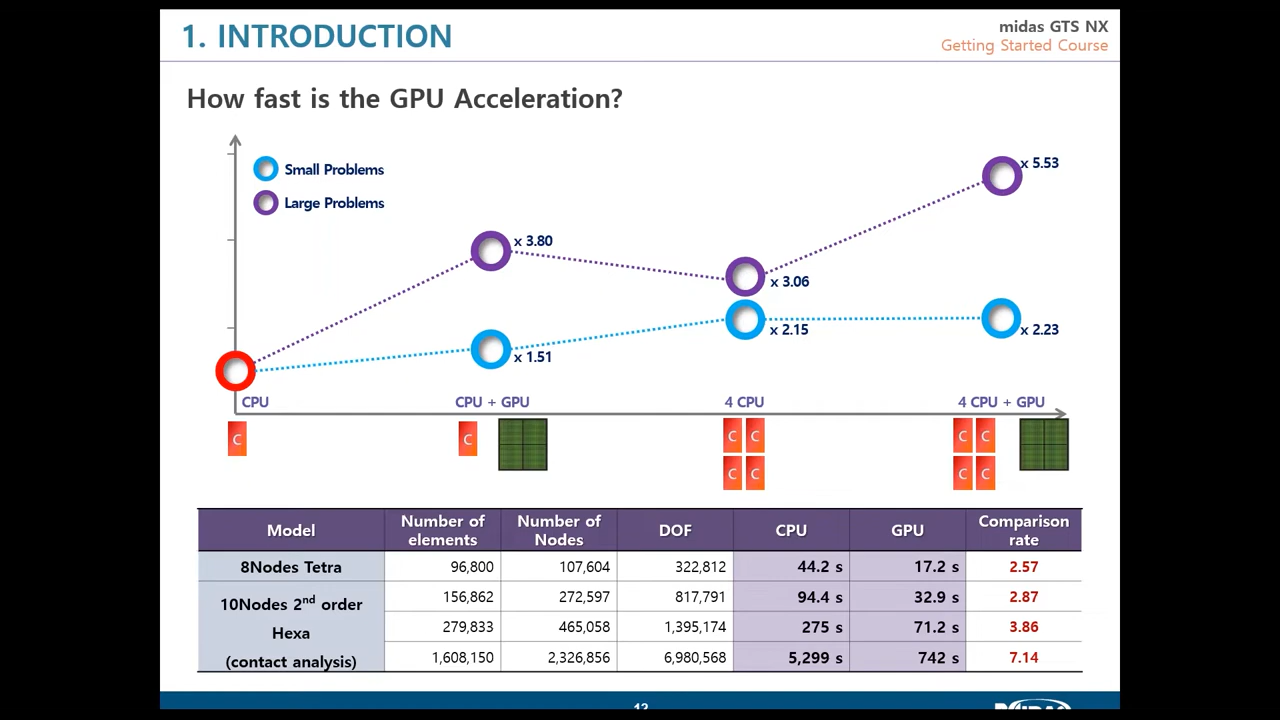 1. INTRODUCTION
midas GTS NX
Getting Started Course
How fast is the GPU Acceleration?
Small Problems
Large Problems
x 5.53
x 3.80
x 3.06
x 2.15
x 2.23
x 1.51
CPU
CPU + GPU
4 CPU
4 CPU + GPU
C
C
C C
C C
C C
C C
Model Number of elements Number of Nodes DOF CPU GPU Comparison rate
8Nodes Tetra 96,800 107,604 322,812 44.2 s 17.2 s 2.57
10Nodes 2nd order
Hexa
(contact analysis)
156,862 272,597 817,791 94.4 s 32.9 s 2.87
279,833 465,058 1,395,174 275 s 71.2 s 3.86
1,608,150 2,326,856 6,980,568 5,299 s 742 s 7.14